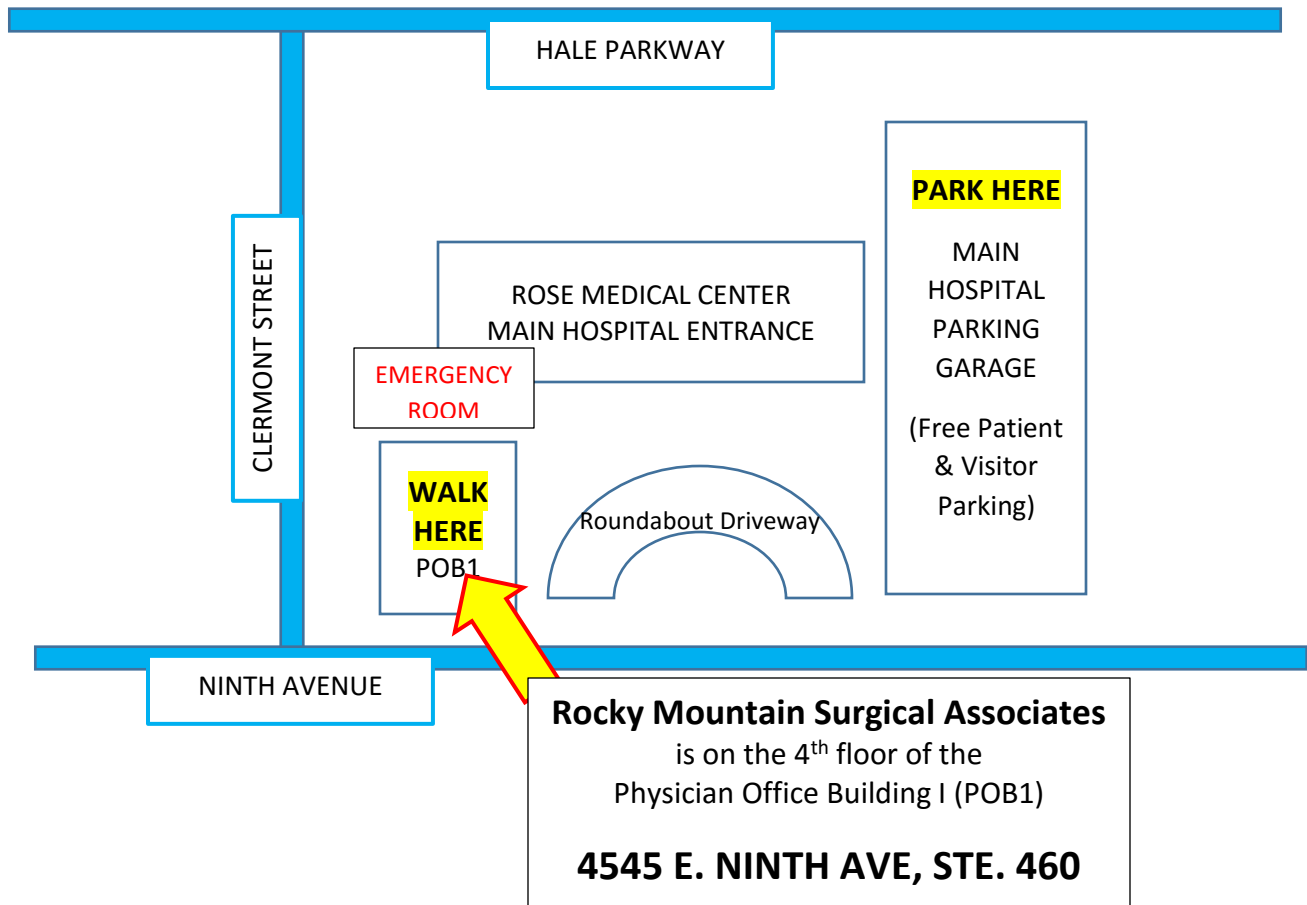 HALE PARKWAY
CLERMONT STREET
PARK HERE
MAIN
HOSPITAL
PARKING
GARAGE
(Free Patient
& Visitor
Parking)
ROSE MEDICAL CENTER
MAIN HOSPITAL ENTRANCE
EMERGENCY
ROOM
WALK
HERE
POB1
Roundabout Driveway
NINTH AVENUE
Rocky Mountain Surgical Associates
is on the 4th floor of the
Physician Office Building I (POB1)
4545 E. NINTH AVE, STE. 460